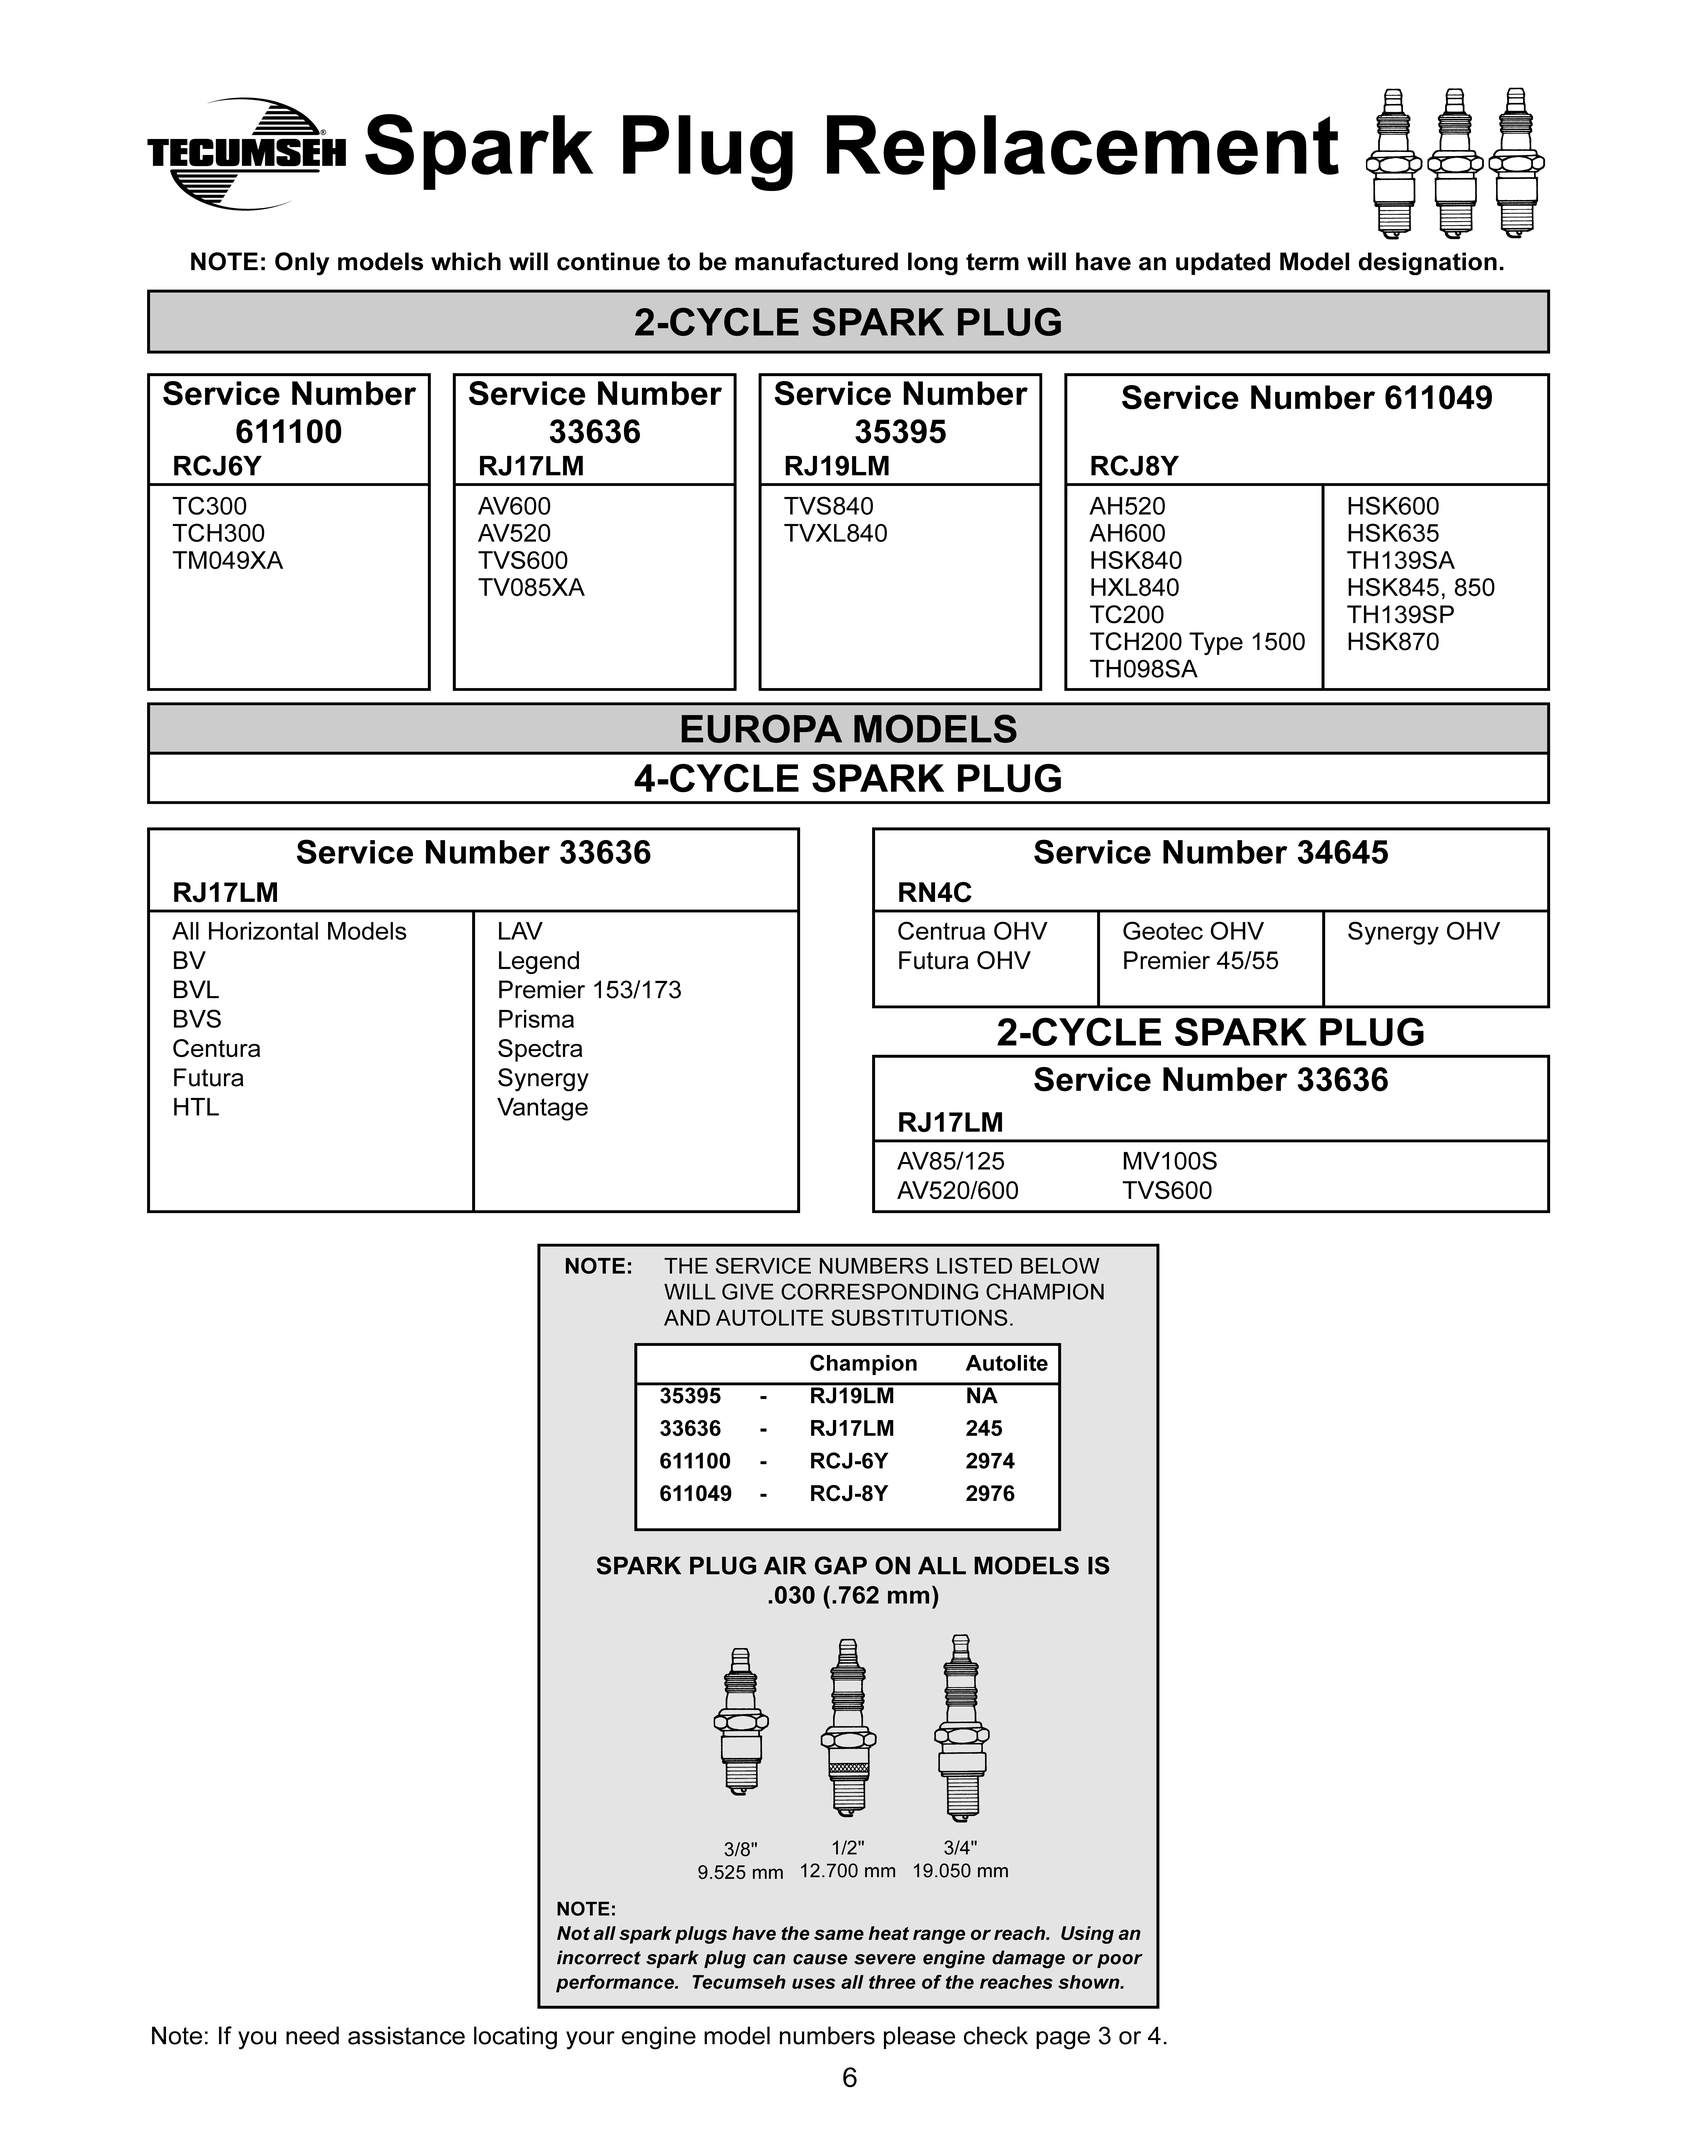 TECUMSEH® Spark Plug Replacement
NOTE: Only models which will continue to be manufactured long term will have an updated Model designation.
2-CYCLE SPARK PLUG
Service Number
611100
RCJ6Y
TC300
TCH300
TM049XA
Service Number
33636
RJ17LM
AV600
AV520
TVS600
TV085XA
Service Number
35395
RJ19LM
TVS840
TVXL840
Service Number 611049
RCJ8Y
AH520
AH600
HSK840
HXL840
TC200
TCH200 Type 1500
TH098SA
HSK600
HSK635
TH139SA
HSK845, 850
TH139SP
HSK870
EUROPA MODELS
4-CYCLE SPARK PLUG
Service Number 33636
RJ17LM
All Horizontal Models
BV
BVL
BVS
Centura
Futura
HTL
LAV
Legend
Premier 153/173
Prisma
Spectra
Synergy
Vantage
Service Number 34645
RN4C
Centrua OHV
Futura OHV
Geotec OHV
Premier 45/55
Synergy OHV
2-CYCLE SPARK PLUG
Service Number 33636
RJ17LM
AV85/125
AV520/600
MV100S
TVS600
NOTE: THE SERVICE NUMBERS LISTED BELOW
WILL GIVE CORRESPONDING CHAMPION
AND AUTOLITE SUBSTITUTIONS.
Champion Autolite
35395 - RJ19LM NA
33636 - RJ17LM 245
611100 - RCJ-6Y 2974
611049 - RCJ-8Y 2976
SPARK PLUG AIR GAP ON ALL MODELS IS
.030 (.762 mm)
3/8" 1/2" 3/4"
9.525 mm 12.700 mm 19.050 mm
NOTE:
Not all spark plugs have the same heat range or reach. Using an
incorrect spark plug can cause severe engine damage or poor
performance. Tecumseh uses all three of the reaches shown.
Note: If you need assistance locating your engine model numbers please check page 3 or 4.
6